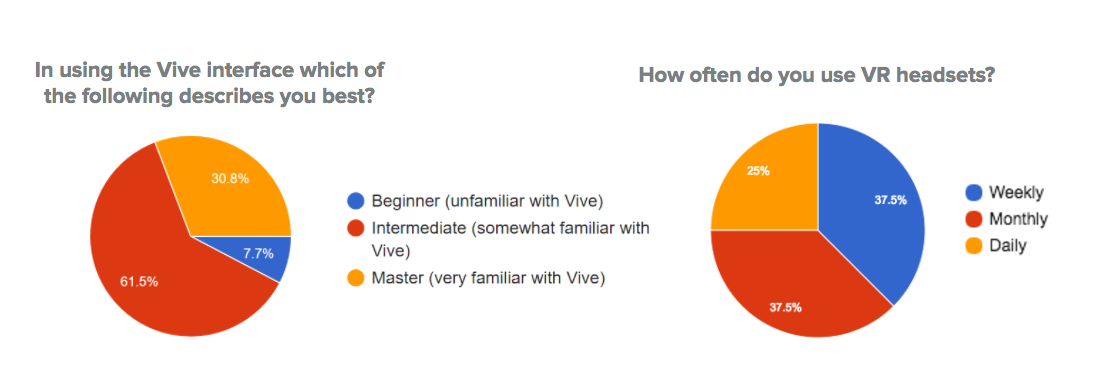 In using the Vive interface which of
the following describes you best?
30.8%
7.7%
61.5%
Beginner (unfamiliar with Vive)
Intermediate (somewhat familiar with
Vive)
Master (very familiar with Vive)
How often do you use VR headsets?
25%
37.5%
37.5%
Weekly
Monthly
Daily